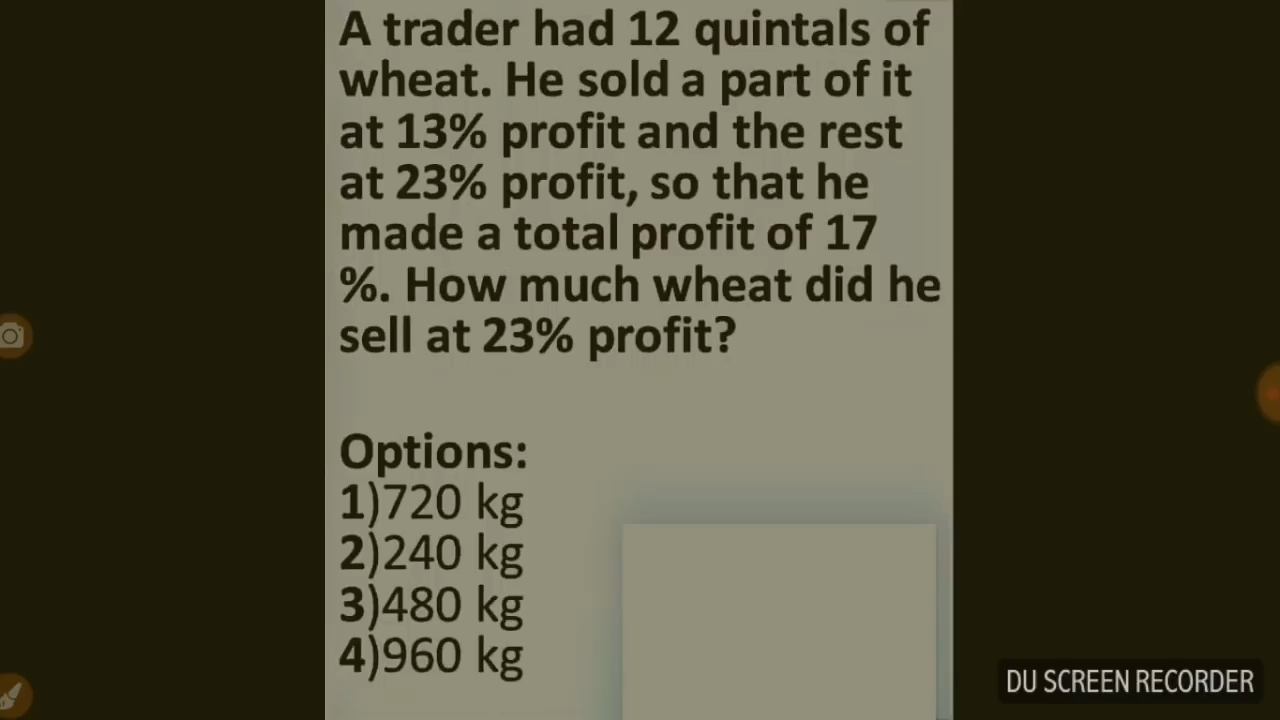 A trader had 12 quintals of
wheat. He sold a part of it
at 13% profit and the rest
at 23% profit, so that he
made a total profit of 17
%. How much wheat did he
sell at 23% profit?
Options:
1)720 kg
2)240 kg
3)480 kg
4)960 kg
DU SCREEN RECORDER